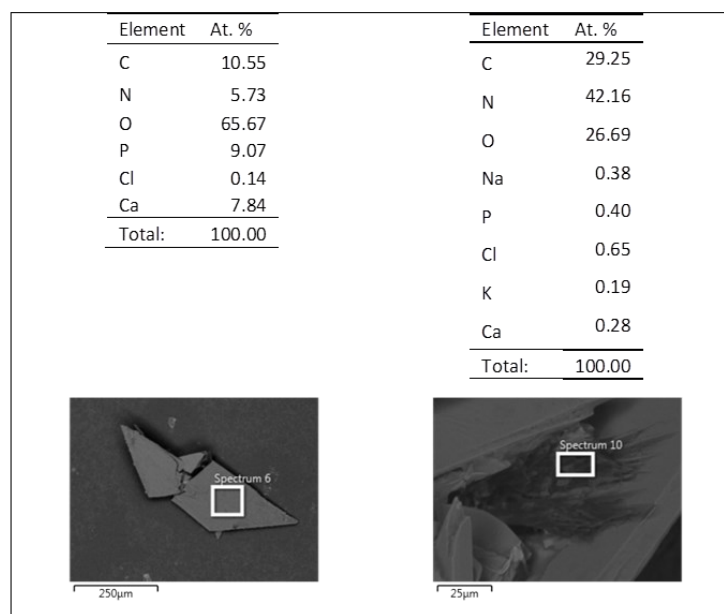 Element At. %
C 10.55
N 5.73
O 65.67
P 9.07
Cl 0.14
Ca 7.84
Total: 100.00
Element At. %
C 29.25
N 42.16
O 26.69
Na 0.38
P 0.40
Cl 0.65
K 0.19
Ca 0.28
Total: 100.00
Spectrum 6
250µm
Spectrum 10
25µm